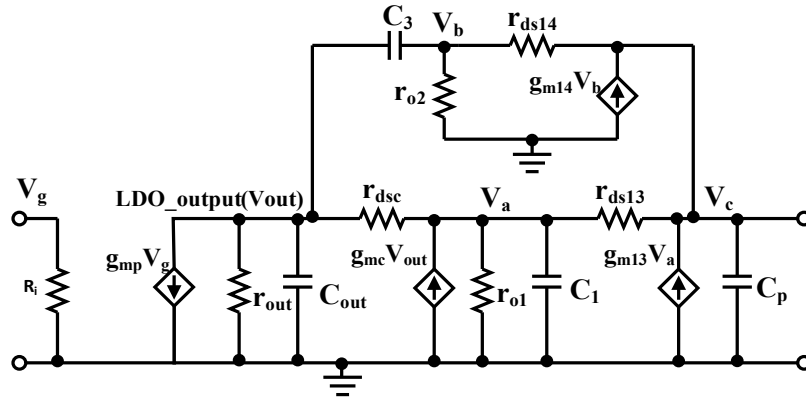 C3
Vb
rds14
ro2
gm14Vb
Vg
LDO_output(Vout)
rdsc
Va
rds13
Vc
Ri
gmpVg
rout
Cout
gmcVout
ro1
C1
gm13Va
Cp